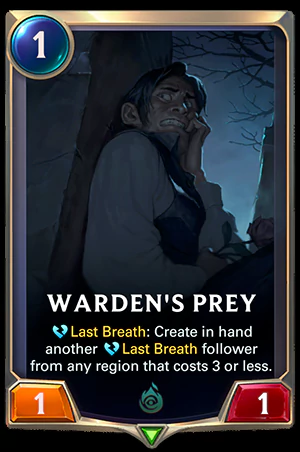 1
WARDEN'S PREY
Last Breath: Create in hand
another Last Breath follower
from any region that costs 3 or less.
1
1